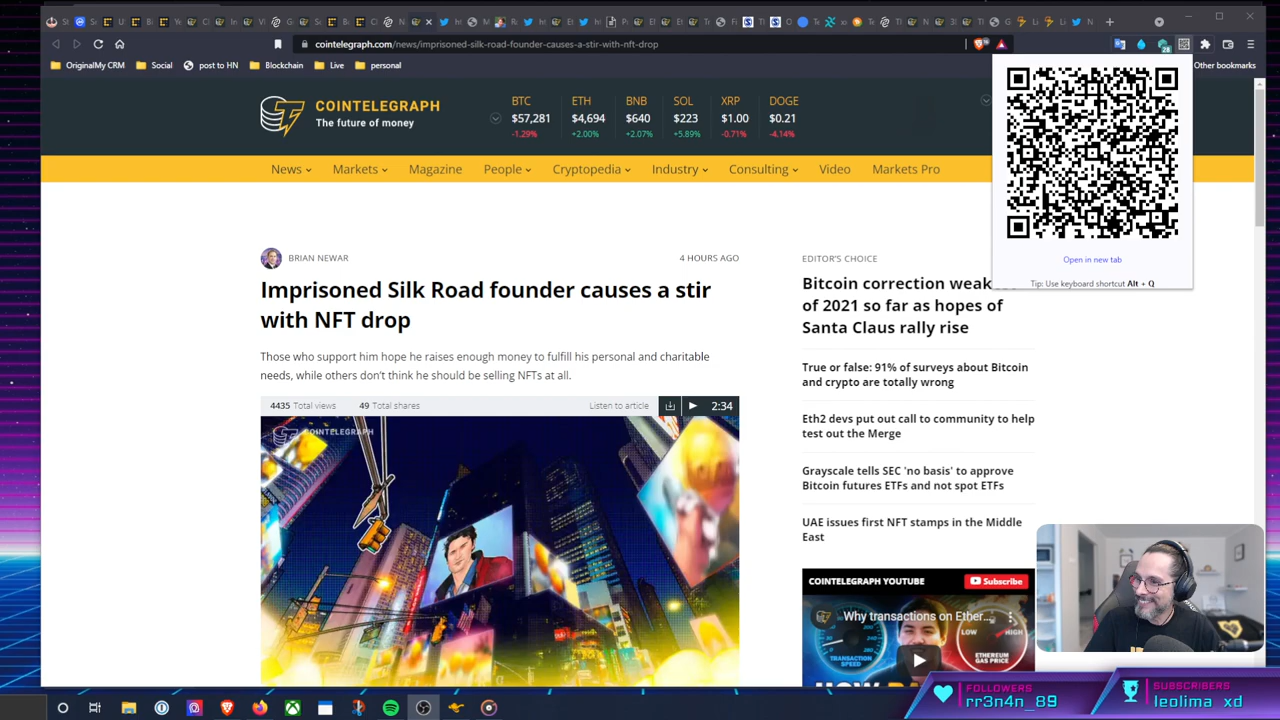 cointelegraph.com/news/imprisoned-silk-road-founder-causes-a-stir-with-nft-drop
OriginalMy CRM
Social
post to HN
Blockchain
Live
personal
Other bookmarks
28
COINTELEGRAPH
The future of money
BTC ETH BNB SOL XRP DOGE
$57,281 $4,694 $640 $223 $1.00 $0.21
-1.29% +2.00% +2.07% +5.89% -0.71% -4.14%
News Markets Magazine People Cryptopedia Industry Consulting Video Markets Pro
Open in new tab
Tip: Use keyboard shortcut Alt + Q
BRIAN NEWAR
4 HOURS AGO
Imprisoned Silk Road founder causes a stir
with NFT drop
Those who support him hope he raises enough money to fulfill his personal and charitable
needs, while others don't think he should be selling NFTs at all.
4435 Total views
49 Total shares
Listen to article
2:34
COINTELEGRAPH
EDITOR'S CHOICE
Bitcoin correction weak
of 2021 so far as hopes of
Santa Claus rally rise
True or false: 91% of surveys about Bitcoin
and crypto are totally wrong
Eth2 devs put out call to community to help
test out the Merge
Grayscale tells SEC 'no basis' to approve
Bitcoin futures ETFs and not spot ETFs
UAE issues first NFT stamps in the Middle
East
COINTELEGRAPH YOUTUBE
Subscribe
Why transactions on Ether...
LOW
HIGH
TRANSACTION
SPEED
ETHEREUM
GAS PRICE
FOLLOWERS
rr3n4n_89
SUBSCRIBERS
leolima_xd